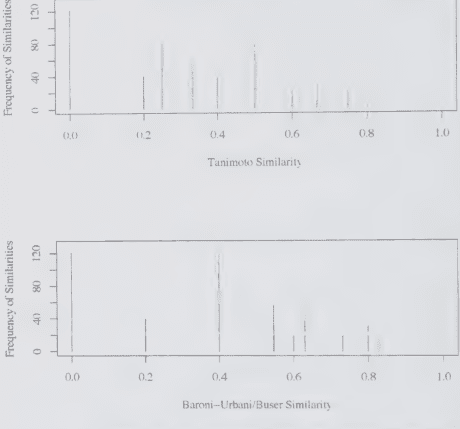 Frequency of Similarities
120
80
40
0
0.0 0.2 0.4 0.6 0.8 1.0
Tanimoto Similarity
Frequency of Similarities
120
80
40
0
0.0 0.2 0.4 0.6 0.8 1.0
Baroni–Urbani/Buser Similarity